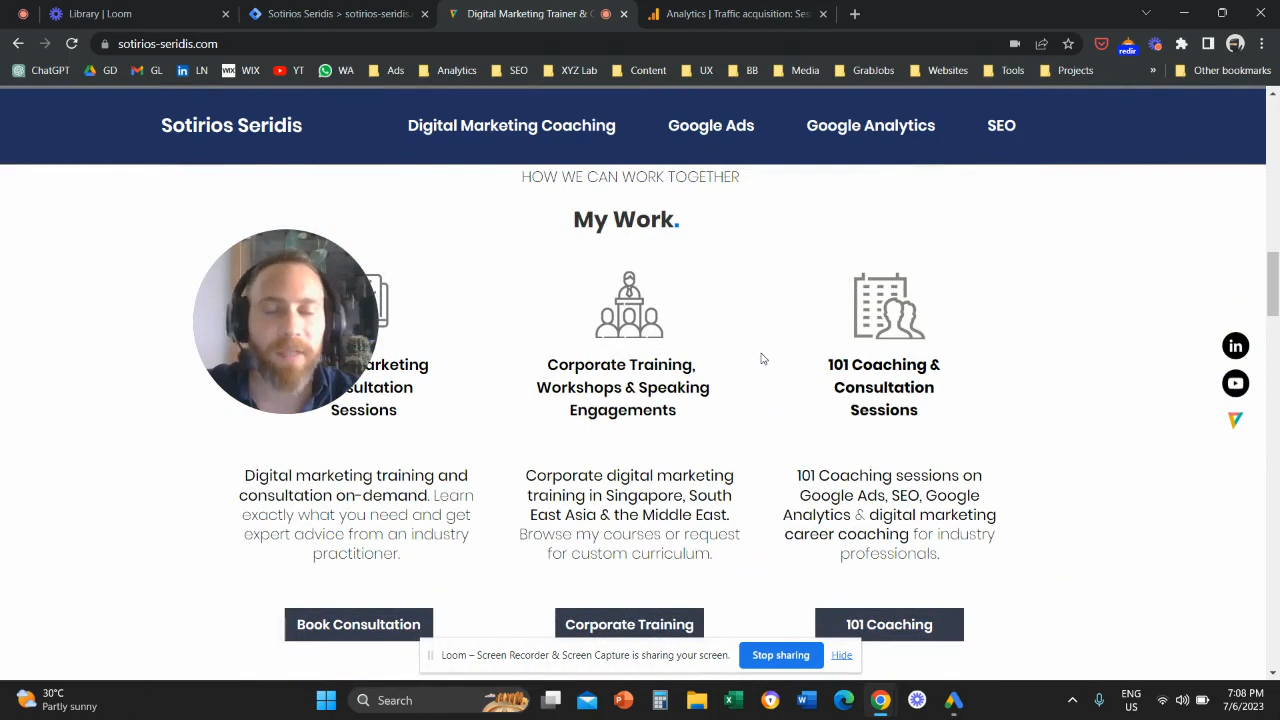 Library | Loom
Sotirios Seridis > sotirios-seridis.
Digital Marketing Trainer & C
Analytics | Traffic acquisition: Ses
sotirios-seridis.com
redir
ChatGPT GD GL LN WIX WIX YT WA Ads Analytics SEO XYZ Lab Content UX BB Media GrabJobs Websites Tools Projects » Other bookmarks
Sotirios Seridis Digital Marketing Coaching Google Ads Google Analytics SEO
HOW WE CAN WORK TOGETHER
My Work.
arketing
sultation
Sessions
Corporate Training,
Workshops & Speaking
Engagements
101 Coaching &
Consultation
Sessions
Digital marketing training and
consultation on-demand. Learn
exactly what you need and get
expert advice from an industry
practitioner.
Corporate digital marketing
training in Singapore, South
East Asia & the Middle East.
Browse my courses or request
for custom curriculum.
101 Coaching sessions on
Google Ads, SEO, Google
Analytics & digital marketing
career coaching for industry
professionals.
Book Consultation
Corporate Training
101 Coaching
Loom – Screen Recorder & Screen Capture is sharing your screen. Stop sharing Hide
30°C
Partly sunny
Search
ENG
US
7:08 PM
7/6/2023